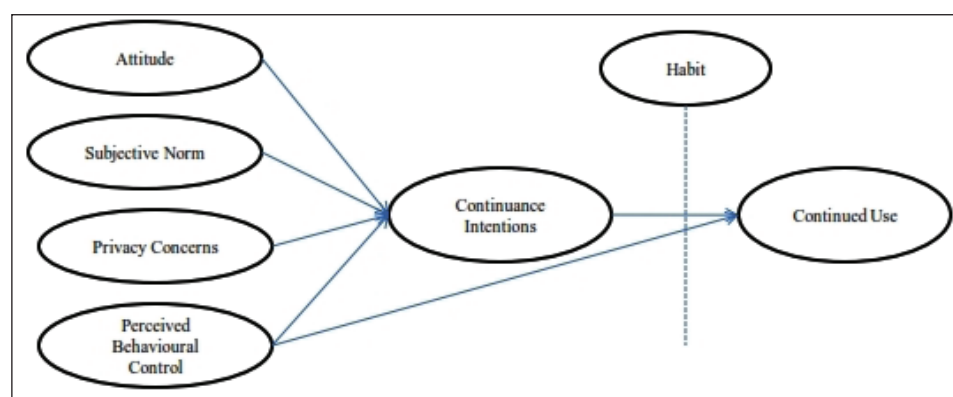 Attitude
Habit
Subjective Norm
Continuance
Intentions
Continued Use
Privacy Concerns
Perceived
Behavioural
Control